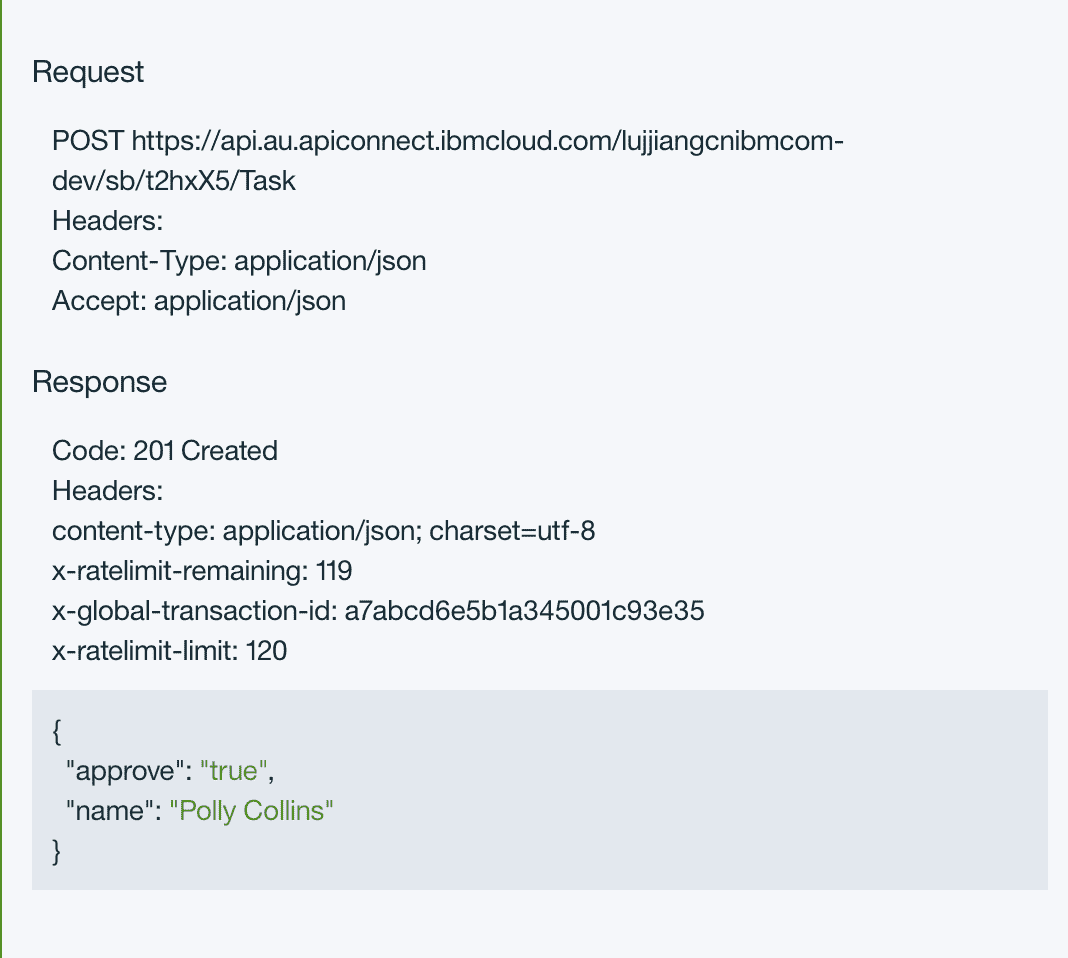 Request
POST https://api.au.apiconnect.ibmcloud.com/lujjiangcnibmcom-
dev/sb/t2hxX5/Task
Headers:
Content-Type: application/json
Accept: application/json
Response
Code: 201 Created
Headers:
content-type: application/json; charset=utf-8
x-ratelimit-remaining: 119
x-global-transaction-id: a7abcd6e5b1a345001c93e35
x-ratelimit-limit: 120
{
"approve": "true",
"name": "Polly Collins"
}